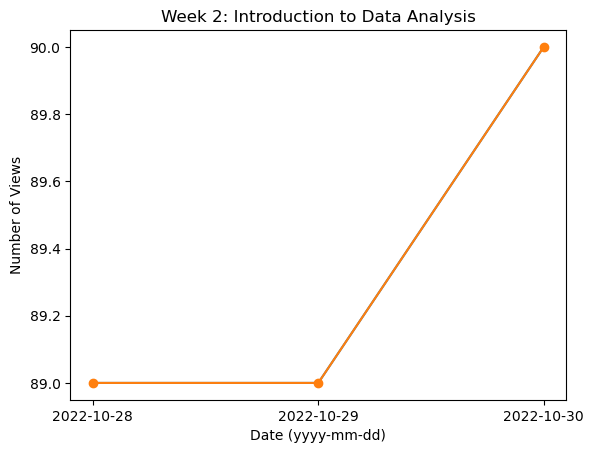 Week 2: Introduction to Data Analysis
Number of Views
90.0
89.8
89.6
89.4
89.2
89.0
2022-10-28 2022-10-29 2022-10-30
Date (yyyy-mm-dd)